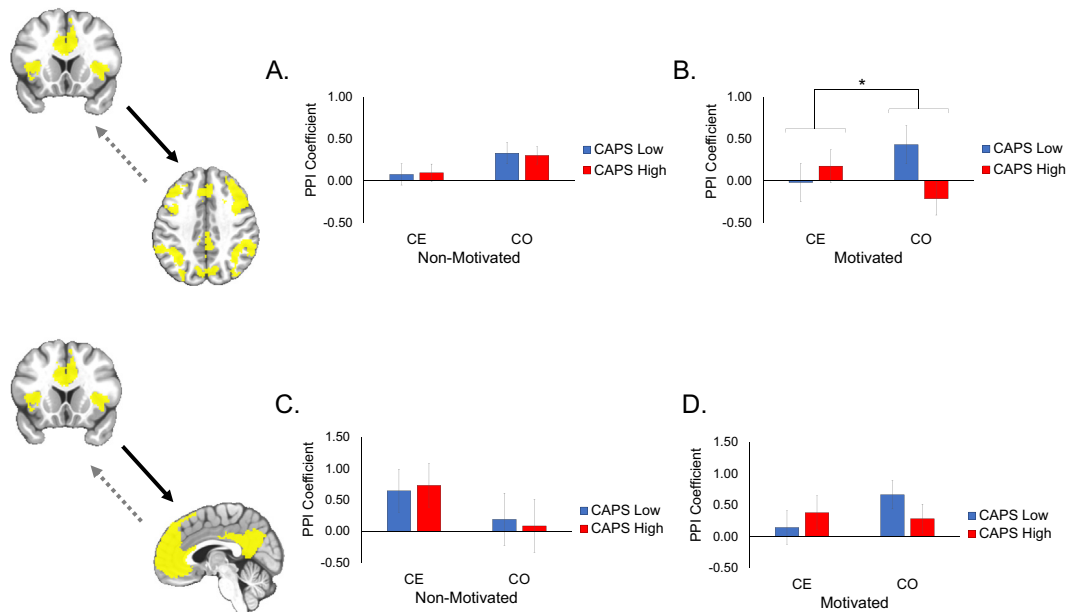 A.
PPI Coefficient
1.00
0.50
0.00
-0.50
CE
CO
Non-Motivated
CAPS Low
CAPS High
B.
*
PPI Coefficient
1.00
0.50
0.00
-0.50
CE
CO
Motivated
CAPS Low
CAPS High
C.
PPI Coefficient
1.50
1.00
0.50
0.00
-0.50
CE
CO
Non-Motivated
CAPS Low
CAPS High
D.
PPI Coefficient
1.50
1.00
0.50
0.00
-0.50
CE
CO
Motivated
CAPS Low
CAPS High